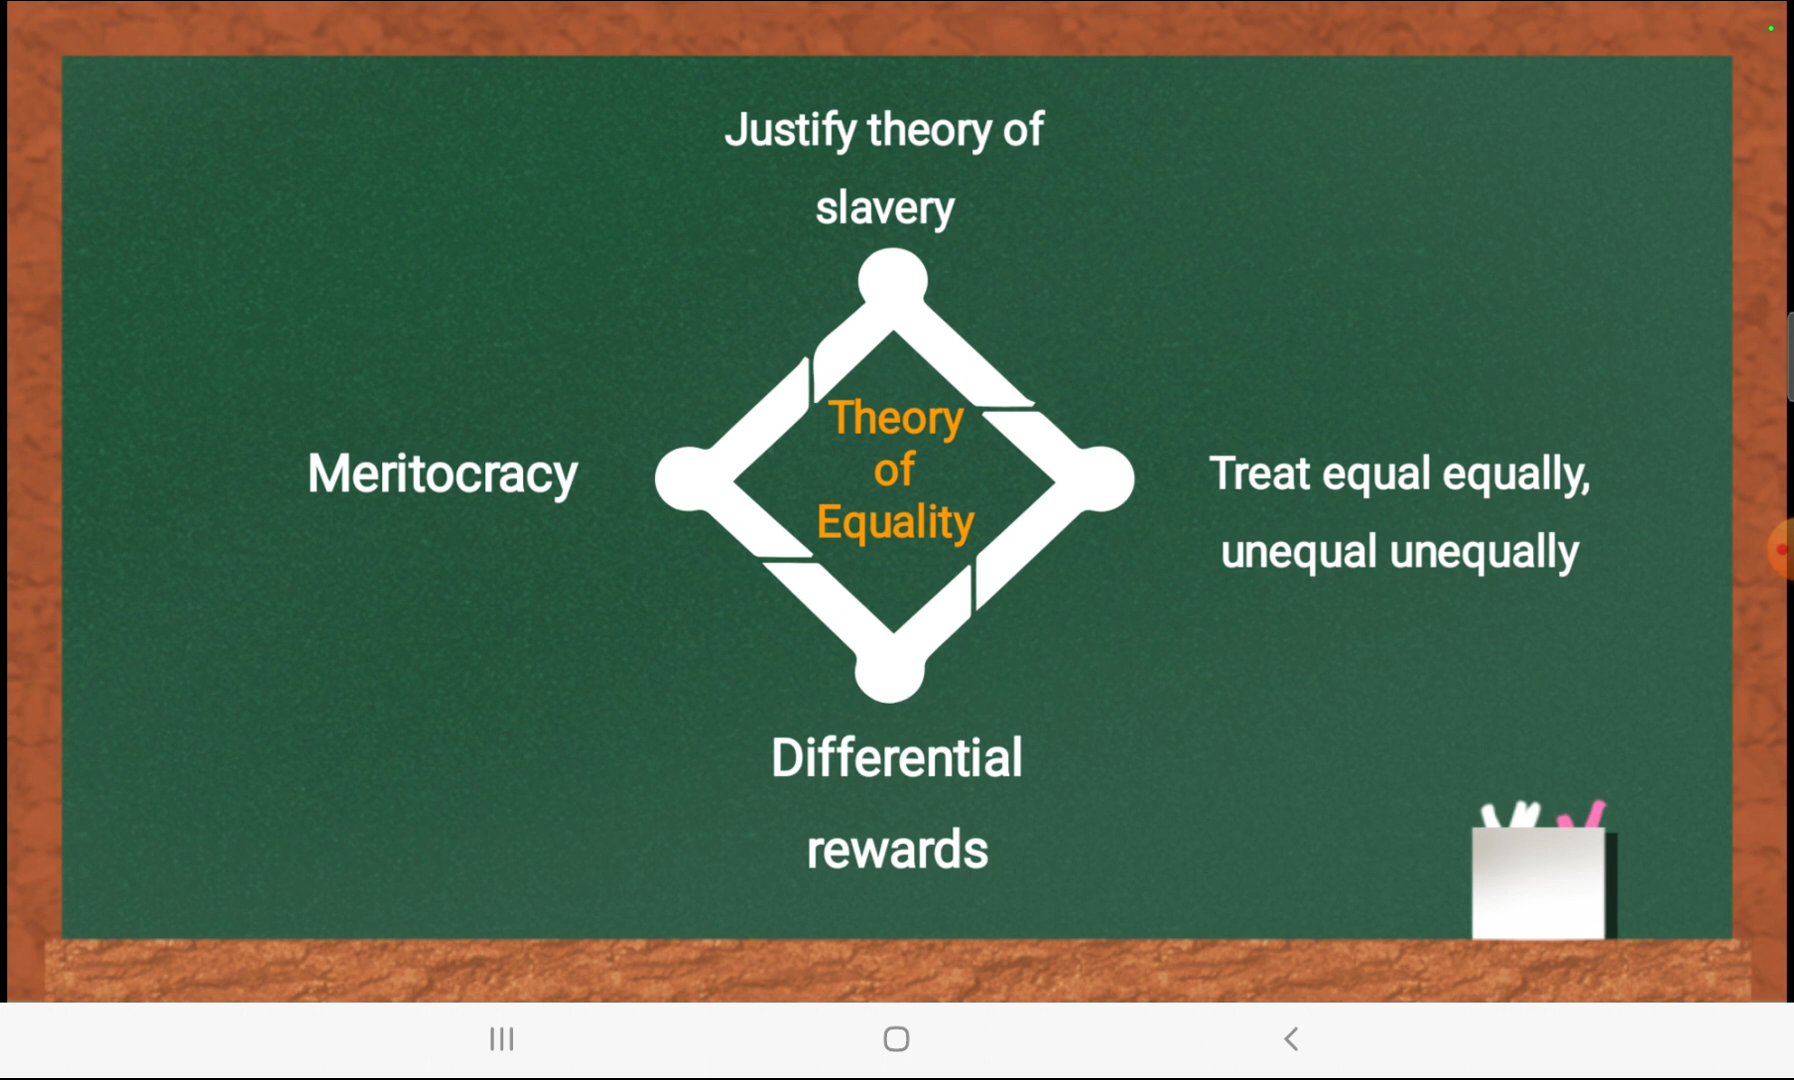 Justify theory of
slavery
Meritocracy
Theory
of
Equality
Treat equal equally,
unequal unequally
Differential
rewards